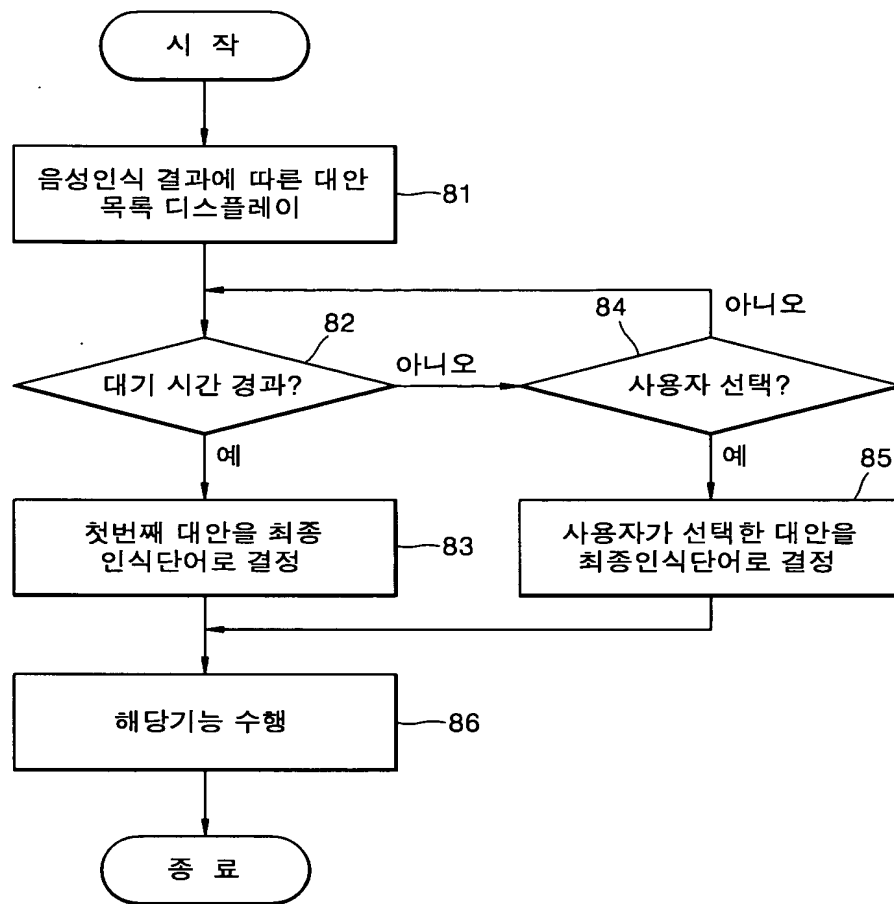 시 작
음성인식 결과에 따른 대안
목록 디스플레이
81
대기 시간 경과?
82
아니오
사용자 선택?
84
아니오
예
예
첫번째 대안을 최종
인식단어로 결정
83
사용자가 선택한 대안을
최종인식단어로 결정
85
해당기능 수행
86
종 료